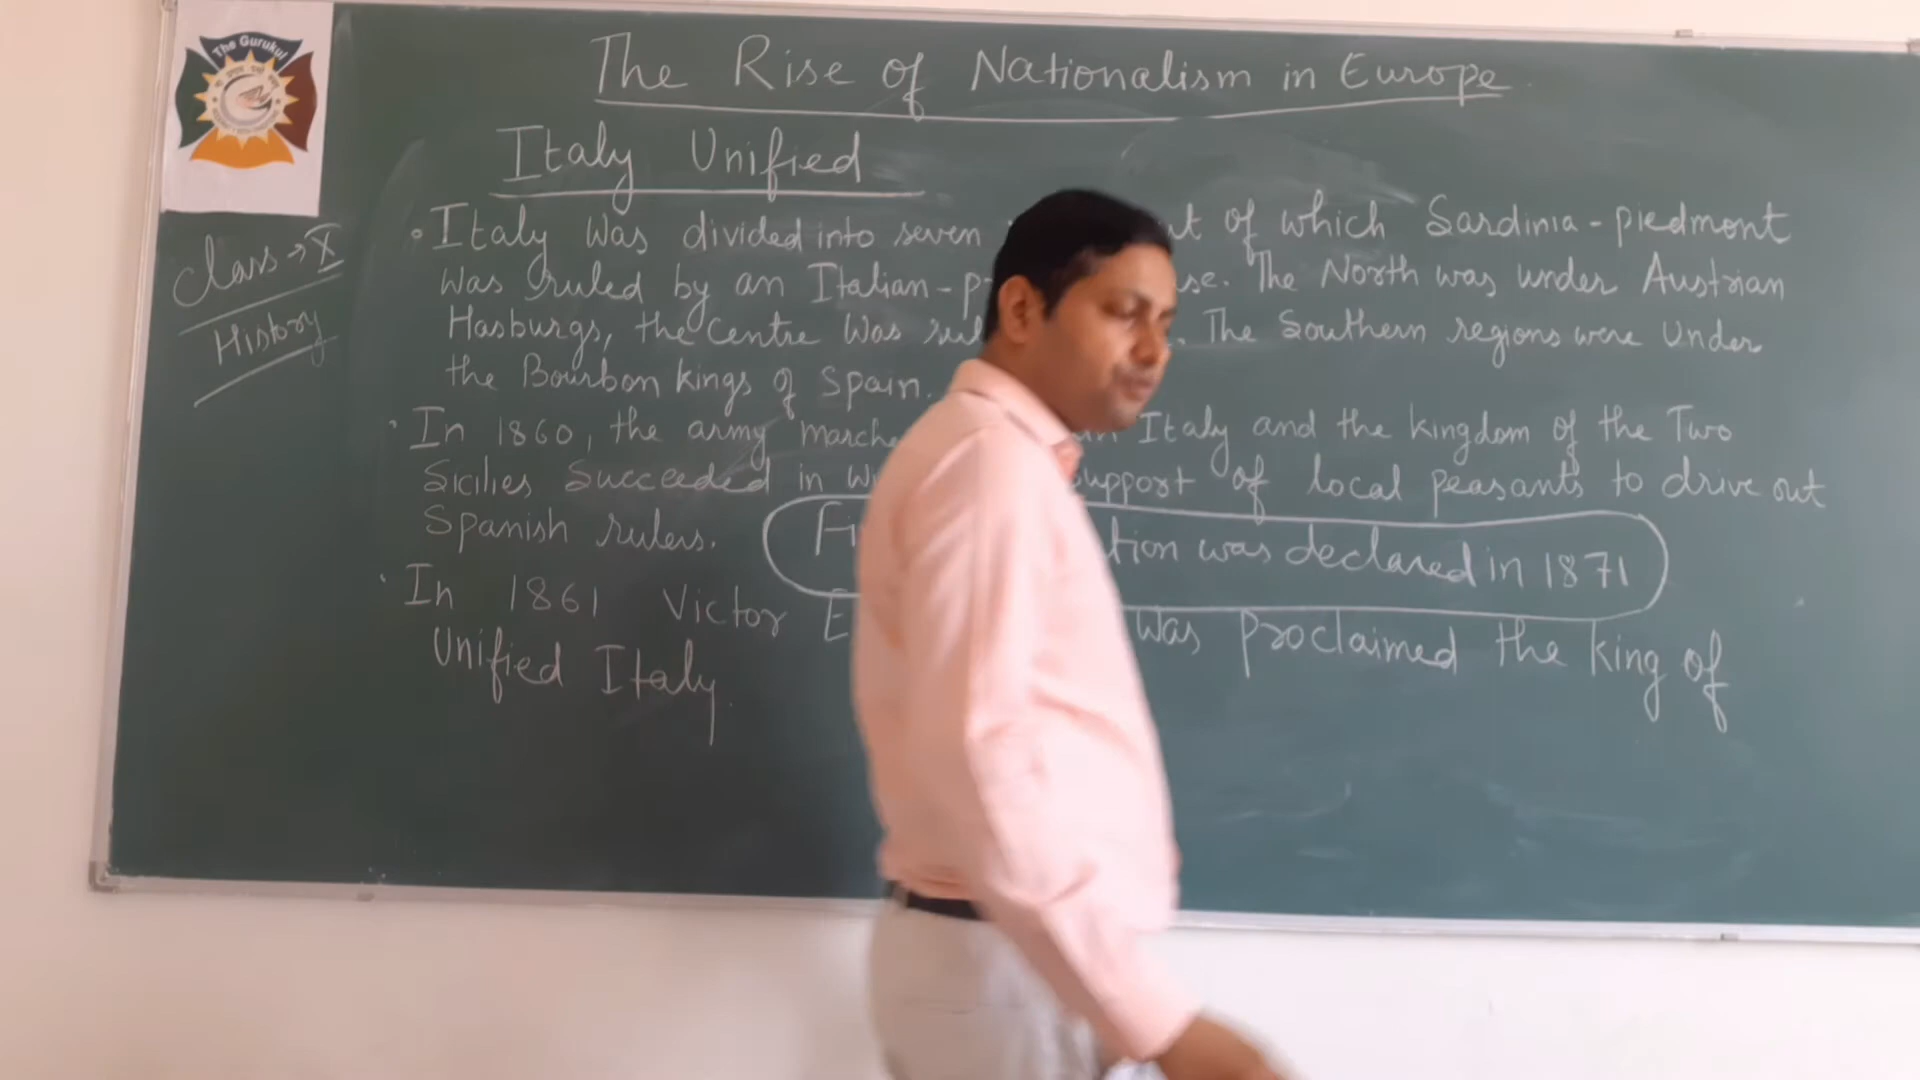 The Gurukul
The Rise of Nationalism in Europe
Italy Unified
Class → X
History
• Italy was divided into seven of which Sardinia-piedmont
was ruled by an Italian- The North was under Austrian
Hasburgs, the Centre was The Southern regions were Under
the Bourbon kings of Spain.
• In 1860, the army Italy and the kingdom of the Two
Sicilies Succeeded in support of local peasants to drive out
Spanish rulers.
was declared in 1871
• In 1861 Victor was proclaimed the king of
Unified Italy.